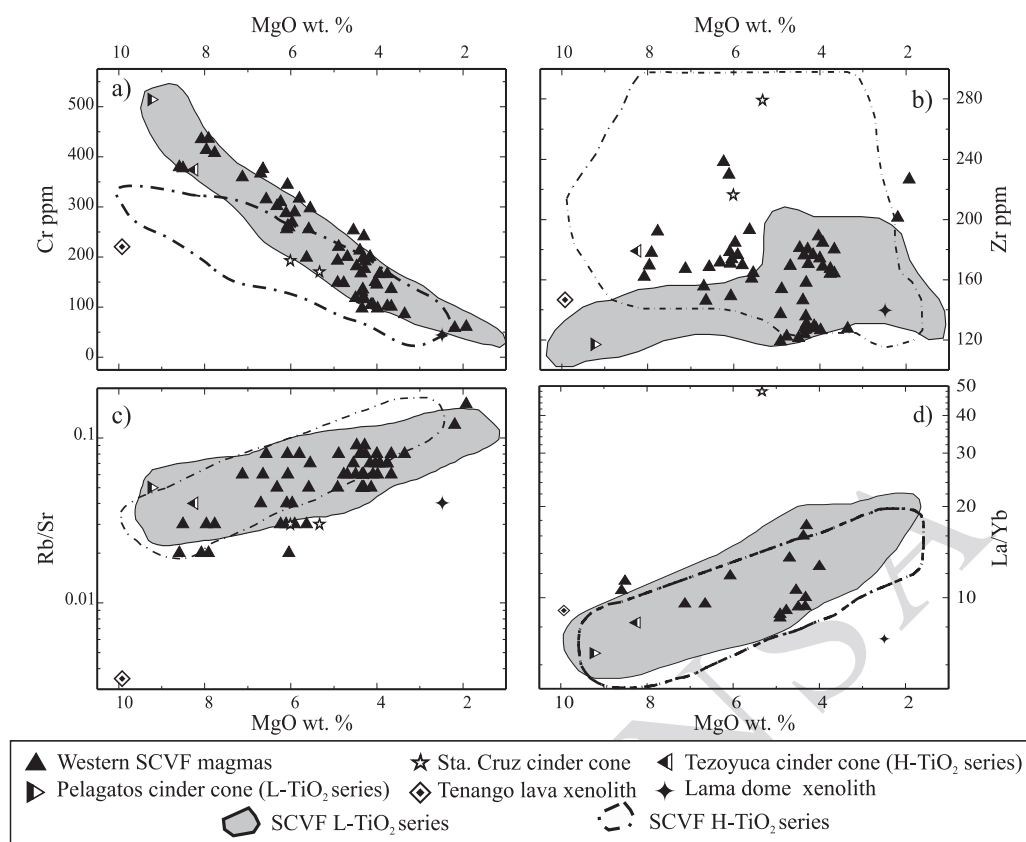 MgO wt. %
MgO wt. %
10 8 6 4 2
10 8 6 4 2
a)
b)
500
400
300
200
100
0
Cr ppm
280
240
200
160
120
Zr ppm
c)
d)
0.1
0.01
Rb/Sr
50
40
30
20
10
La/Yb
10 8 6 4 2
10 8 6 4 2
MgO wt. %
MgO wt. %
NSA
Western SCVF magmas
Sta. Cruz cinder cone
Tezoyuca cinder cone (H-TiO2 series)
Pelagatos cinder cone (L-TiO2 series)
Tenango lava xenolith
Lama dome xenolith
SCVF L-TiO2 series
SCVF H-TiO2 series